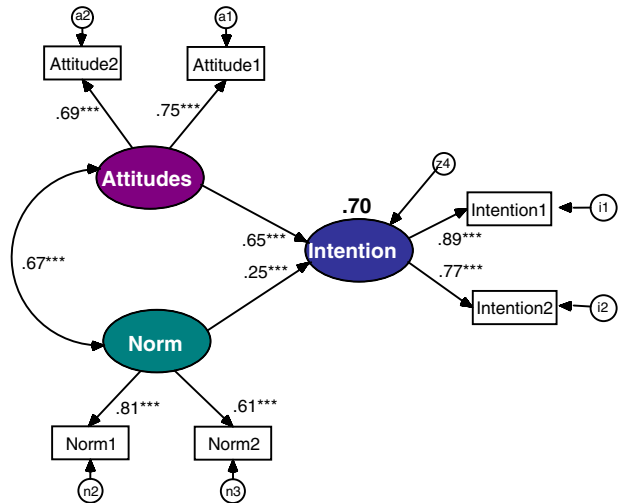 a2
a1
Attitude2
Attitude1
.69***
.75***
Attitudes
z4
.70
Intention1
i1
.65***
Intention
.89***
.67***
.25***
.77***
Intention2
i2
Norm
.81***
.61***
Norm1
Norm2
n2
n3